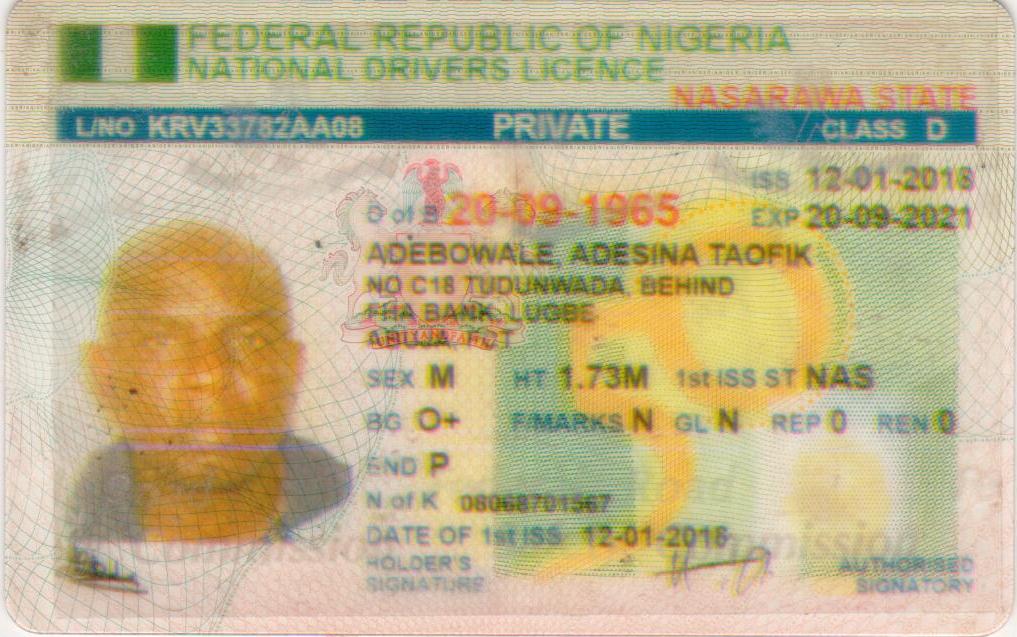 FEDERAL REPUBLIC OF NIGERIA
NATIONAL DRIVERS LICENCE
NASARAWA STATE
L/NO KRV33782AA08 PRIVATE CLASS D
ISS 12-01-2016
D of B 20-09-1965 EXP 20-09-2021
ADEBOWALE, ADESINA TAOFIK
NO C18 TUDUNWADA BEHIND
FHA BANK, LUGBE
SEX M HT 1.73M 1st ISS ST NAS
BG O+ F/MARKS N GL N REP 0 REN 0
END P
N of K 08068701567
DATE OF 1st ISS 12-01-2016
HOLDER'S SIGNATURE
AUTHORISED SIGNATORY